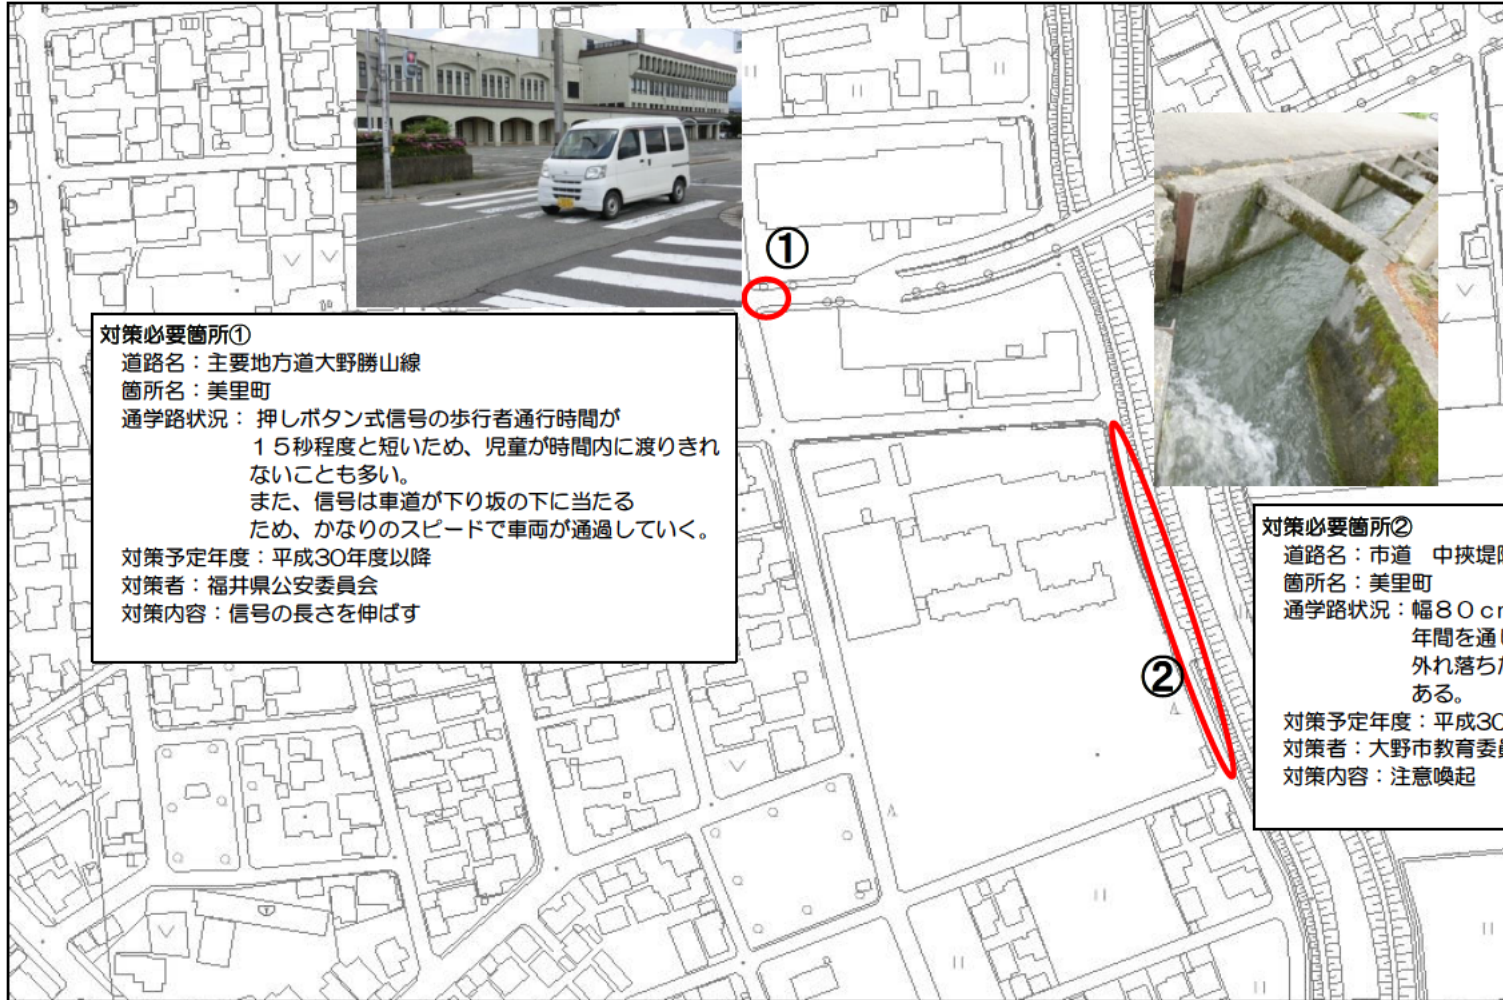 ①
対策必要箇所①
道路名：主要地方道大野勝山線
箇所名：美里町
通学路状況： 押しボタン式信号の歩行者通行時間が
１５秒程度と短いため、児童が時間内に渡りきれ
ないことも多い。
また、信号は車道が下り坂の下に当たる
ため、かなりのスピードで車両が通過していく。
対策予定年度：平成30年度以降
対策者：福井県公安委員会
対策内容：信号の長さを伸ばす
②
対策必要箇所②
道路名：市道　中挾堤
箇所名：美里町
通学路状況：幅８０ｃ
年間を通
外れ落ち
ある。
対策予定年度：平成30
対策者：大野市教育委
対策内容：注意喚起